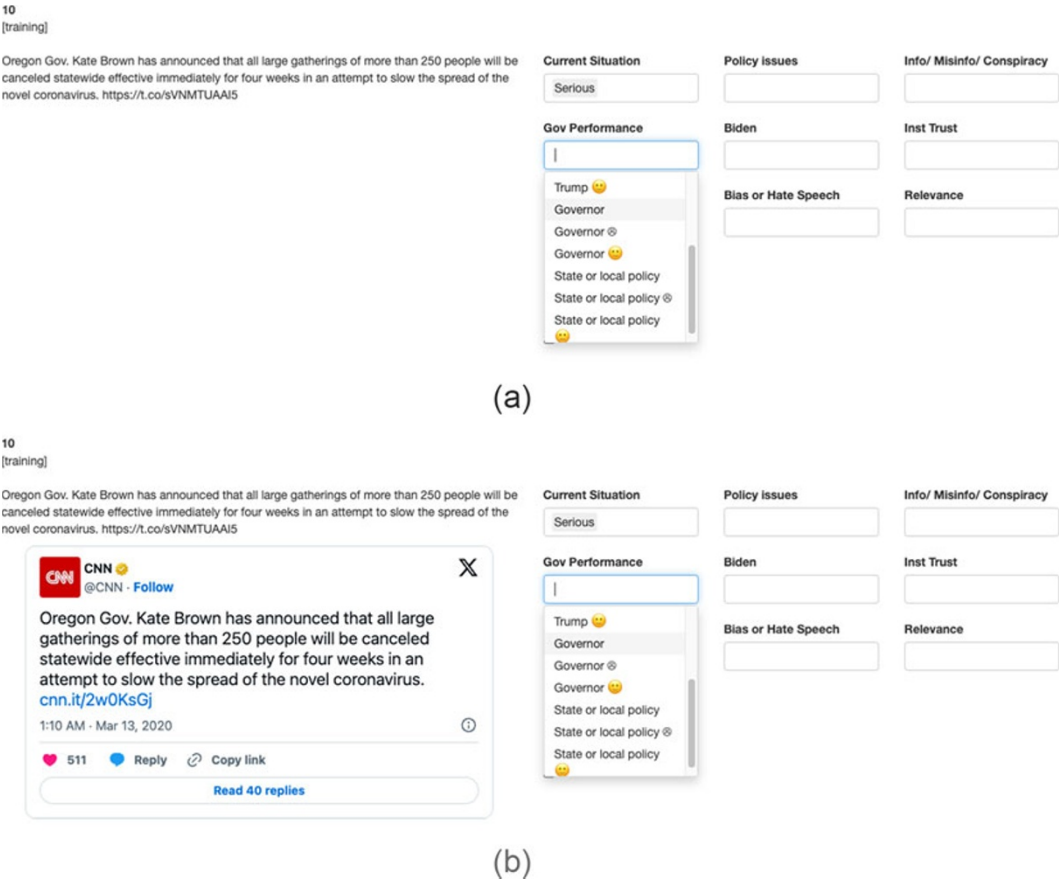 10
[training]
Oregon Gov. Kate Brown has announced that all large gatherings of more than 250 people will be
canceled statewide effective immediately for four weeks in an attempt to slow the spread of the
novel coronavirus. https://t.co/sVNMTUAAl5
Current Situation
Serious
Policy issues
Info/ Misinfo/ Conspiracy
Gov Performance
Biden
Inst Trust
Trump 🙂
Governor
Governor ☹
Governor 🙂
State or local policy
State or local policy ☹
State or local policy
🙂
Bias or Hate Speech
Relevance
(a)
10
[training]
Oregon Gov. Kate Brown has announced that all large gatherings of more than 250 people will be
canceled statewide effective immediately for four weeks in an attempt to slow the spread of the
novel coronavirus. https://t.co/sVNMTUAAl5
CNN
CNN
@CNN · Follow
X
Oregon Gov. Kate Brown has announced that all large
gatherings of more than 250 people will be canceled
statewide effective immediately for four weeks in an
attempt to slow the spread of the novel coronavirus.
cnn.it/2w0KsGj
1:10 AM · Mar 13, 2020
511 Reply Copy link
Read 40 replies
Current Situation
Serious
Policy issues
Info/ Misinfo/ Conspiracy
Gov Performance
Biden
Inst Trust
Trump 🙂
Governor
Governor ☹
Governor 🙂
State or local policy
State or local policy ☹
State or local policy
🙂
Bias or Hate Speech
Relevance
(b)